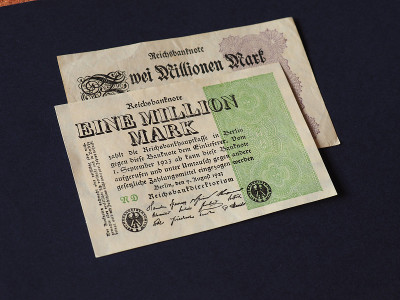 Reichsbanknote
Zwei Millionen Mark
Reichsbanknote
EINE MILLION
MARK
zahlt die Reichsbankhauptkasse in Berlin
gegen diese Banknote dem Einlieferer. Vom
1. September 1923 ab kann diese Banknote
aufgerufen und unter Umtausch gegen andere
gesetzliche Zahlungsmittel eingezogen werden
Berlin, den 9. August 1923
Reichsbankdirektorium